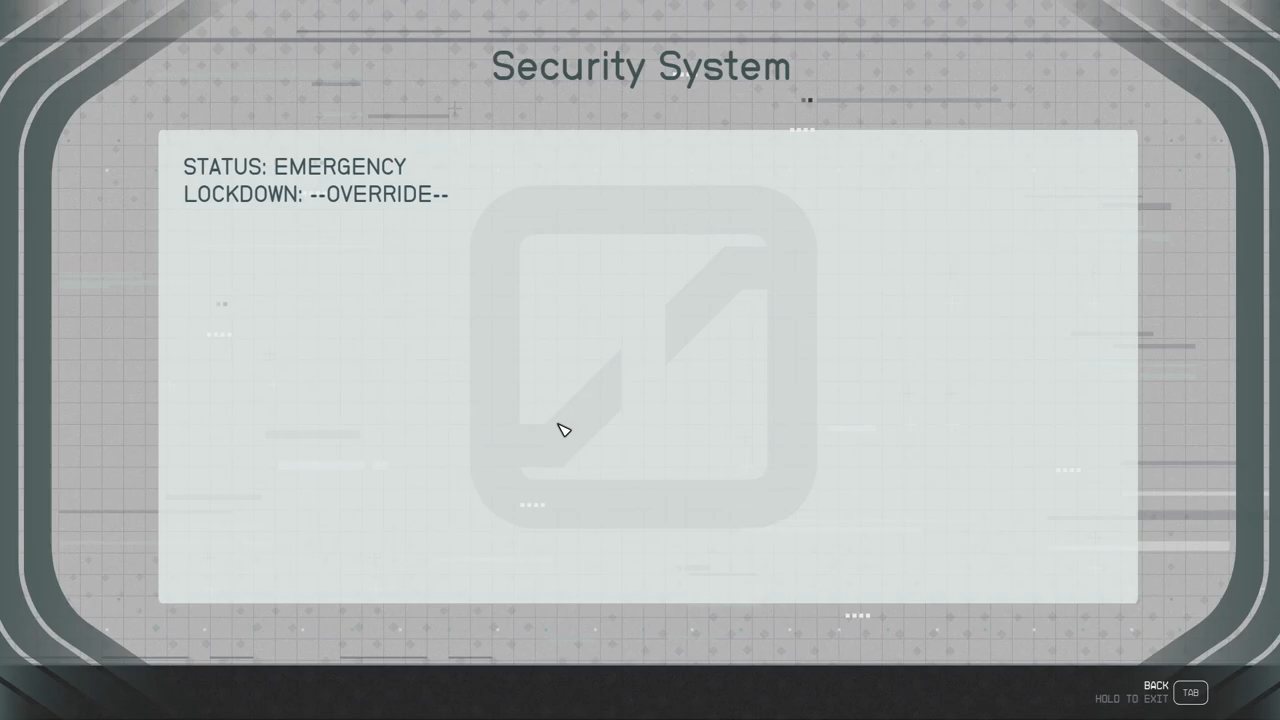 Security System
STATUS: EMERGENCY
LOCKDOWN: --OVERRIDE--
BACK
HOLD TO EXIT
TAB